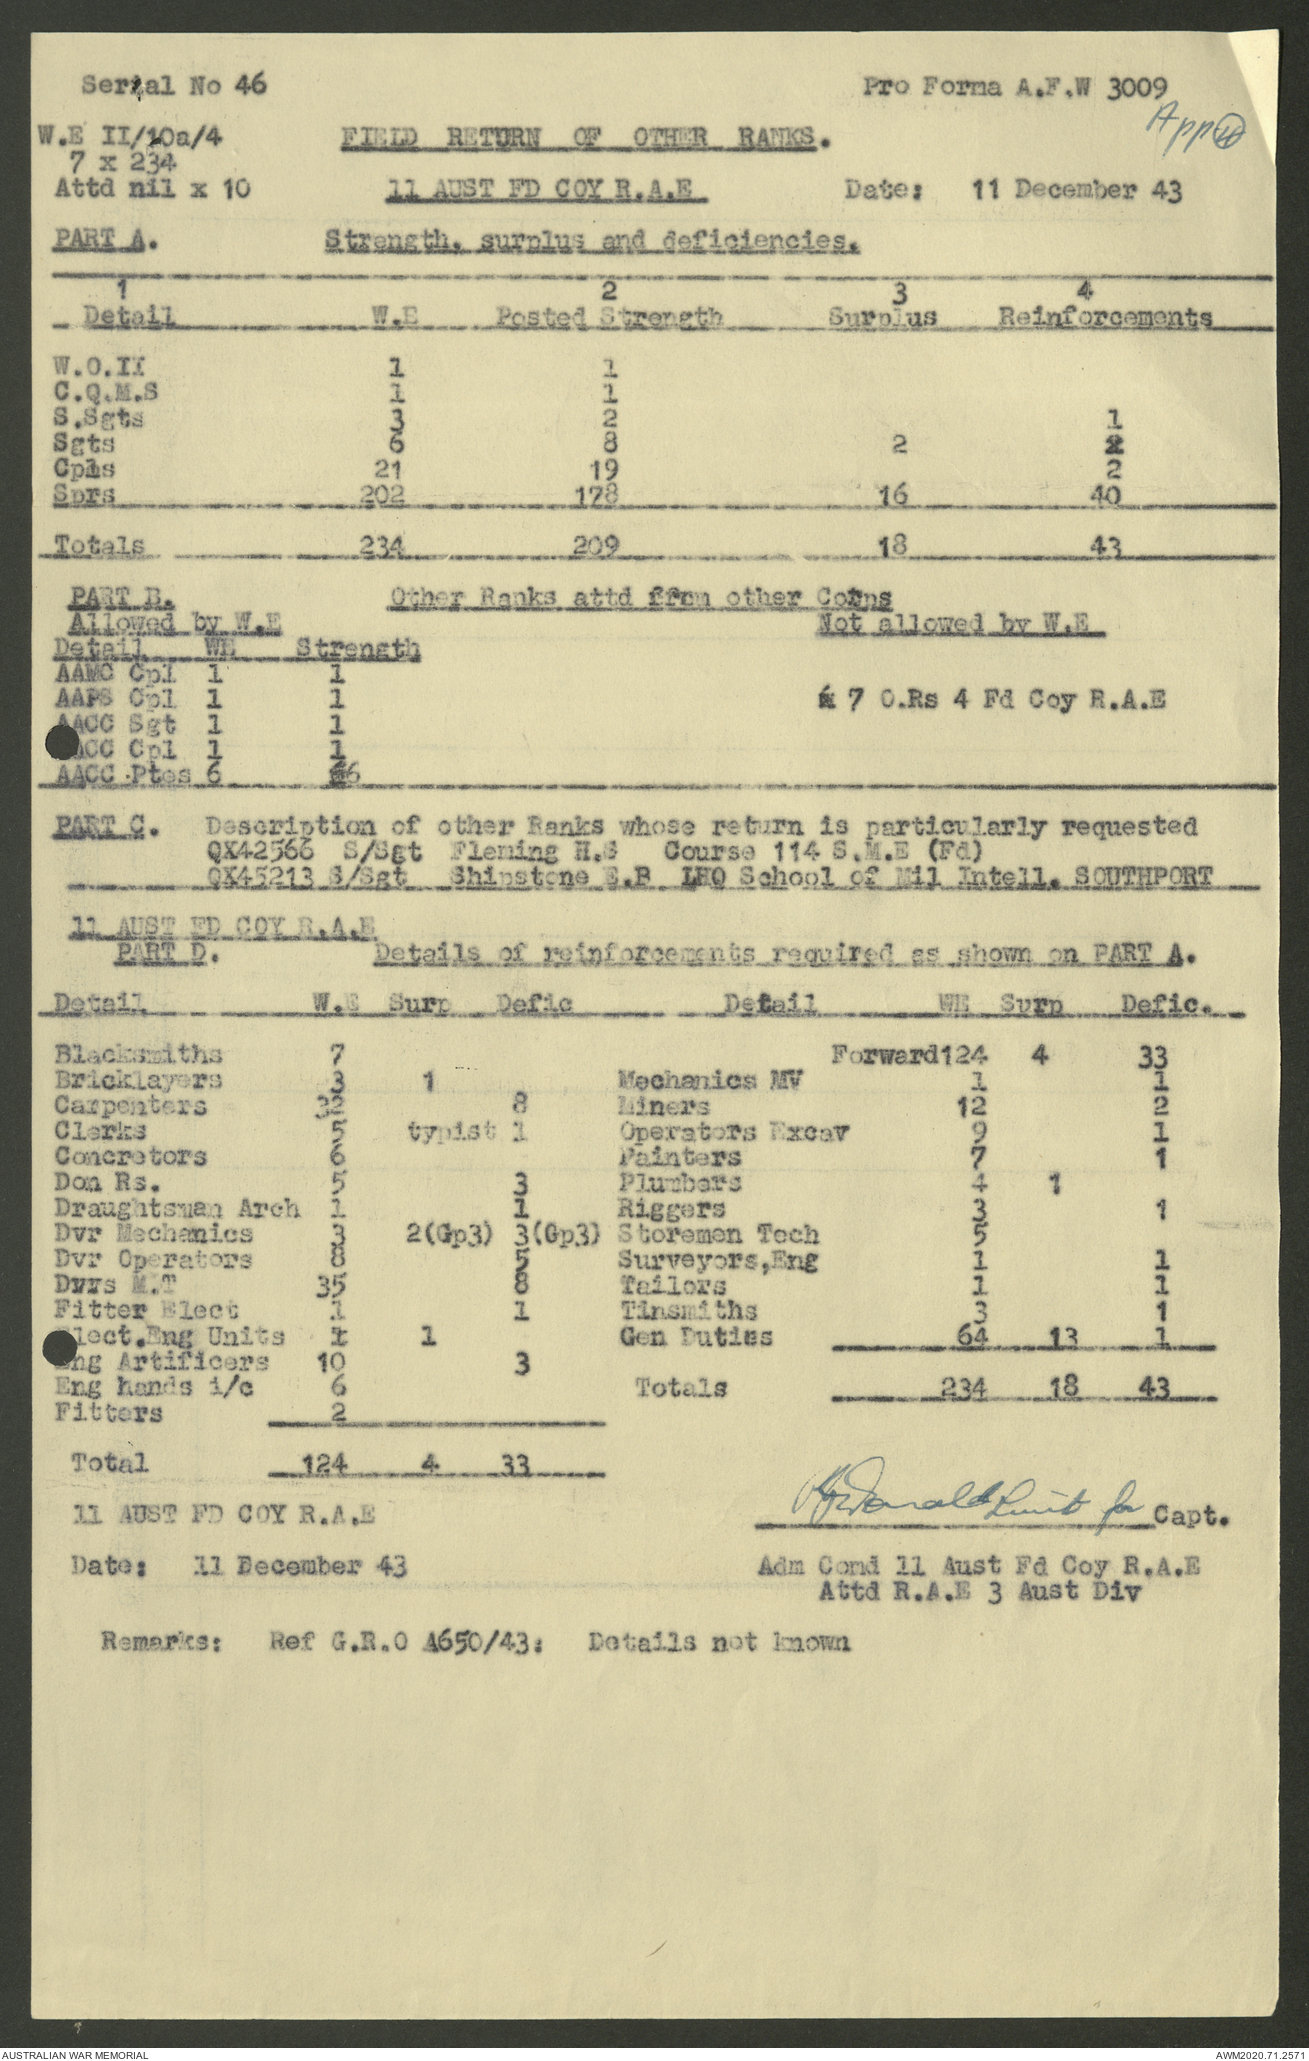 Serial No 46 Pro Forma A.F.W 3009
App
W.E II/10a/4 FIELD RETURN OF OTHER RANKS.
7 x 234
Attd nil x 10 11 AUST FD COY R.A.E Date: 11 December 43
PART A. Strength, surplus and deficiencies.
1 2 3 4
Detail W.E Posted Strength Surplus Reinforcements
W.O.II 1 1
C.Q.M.S 1 1
S.Sgts 3 2 1
Sgts 6 8 2
Cpls 21 19 2
Sprs 202 178 16 40
Totals 234 209 18 43
PART B. Other Ranks attd from other Corps
Allowed by W.E Not allowed by W.E
Detail WE Strength
AAMC Cpl 1 1
AAPS Cpl 1 1 7 O.Rs 4 Fd Coy R.A.E
AACC Sgt 1 1
AACC Cpl 1 1
AACC Ptes 6 6
PART C. Description of other Ranks whose return is particularly requested
QX42566 S/Sgt Fleming H.S Course 114 S.M.E (Fd)
QX45213 S/Sgt Shipstone E.B LHQ School of Mil Intell. SOUTHPORT
11 AUST FD COY R.A.E
PART D. Details of reinforcements required as shown on PART A.
Detail W.E Surp Defic Detail WE Surp Defic.
Blacksmiths 7 Forward 124 4 33
Bricklayers 3 1 Mechanics MV 1 1
Carpenters 32 8 Miners 12 2
Clerks 5 typist 1 Operators Excav 9 1
Concretors 6 Painters 7 1
Don Rs. 5 3 Plumbers 4 1
Draughtsman Arch 1 1 Riggers 3 1
Dvr Mechanics 3 2(Gp3) 3(Gp3) Storemen Tech 5
Dvr Operators 8 5 Surveyors,Eng 1 1
Dvrs M.T 35 8 Tailors 1 1
Fitter Elect 1 1 Tinsmiths 3 1
Elect.Eng Units 1 1 Gen Duties 64 13 1
Eng Artificers 10 3
Eng hands i/c 6 Totals 234 18 43
Fitters 2
Total 124 4 33
11 AUST FD COY R.A.E Lieut for Capt.
Date: 11 December 43 Adm Comd 11 Aust Fd Coy R.A.E
Attd R.A.E 3 Aust Div
Remarks: Ref G.R.O A650/43: Details not known
AUSTRALIAN WAR MEMORIAL AWM2020.71.2571